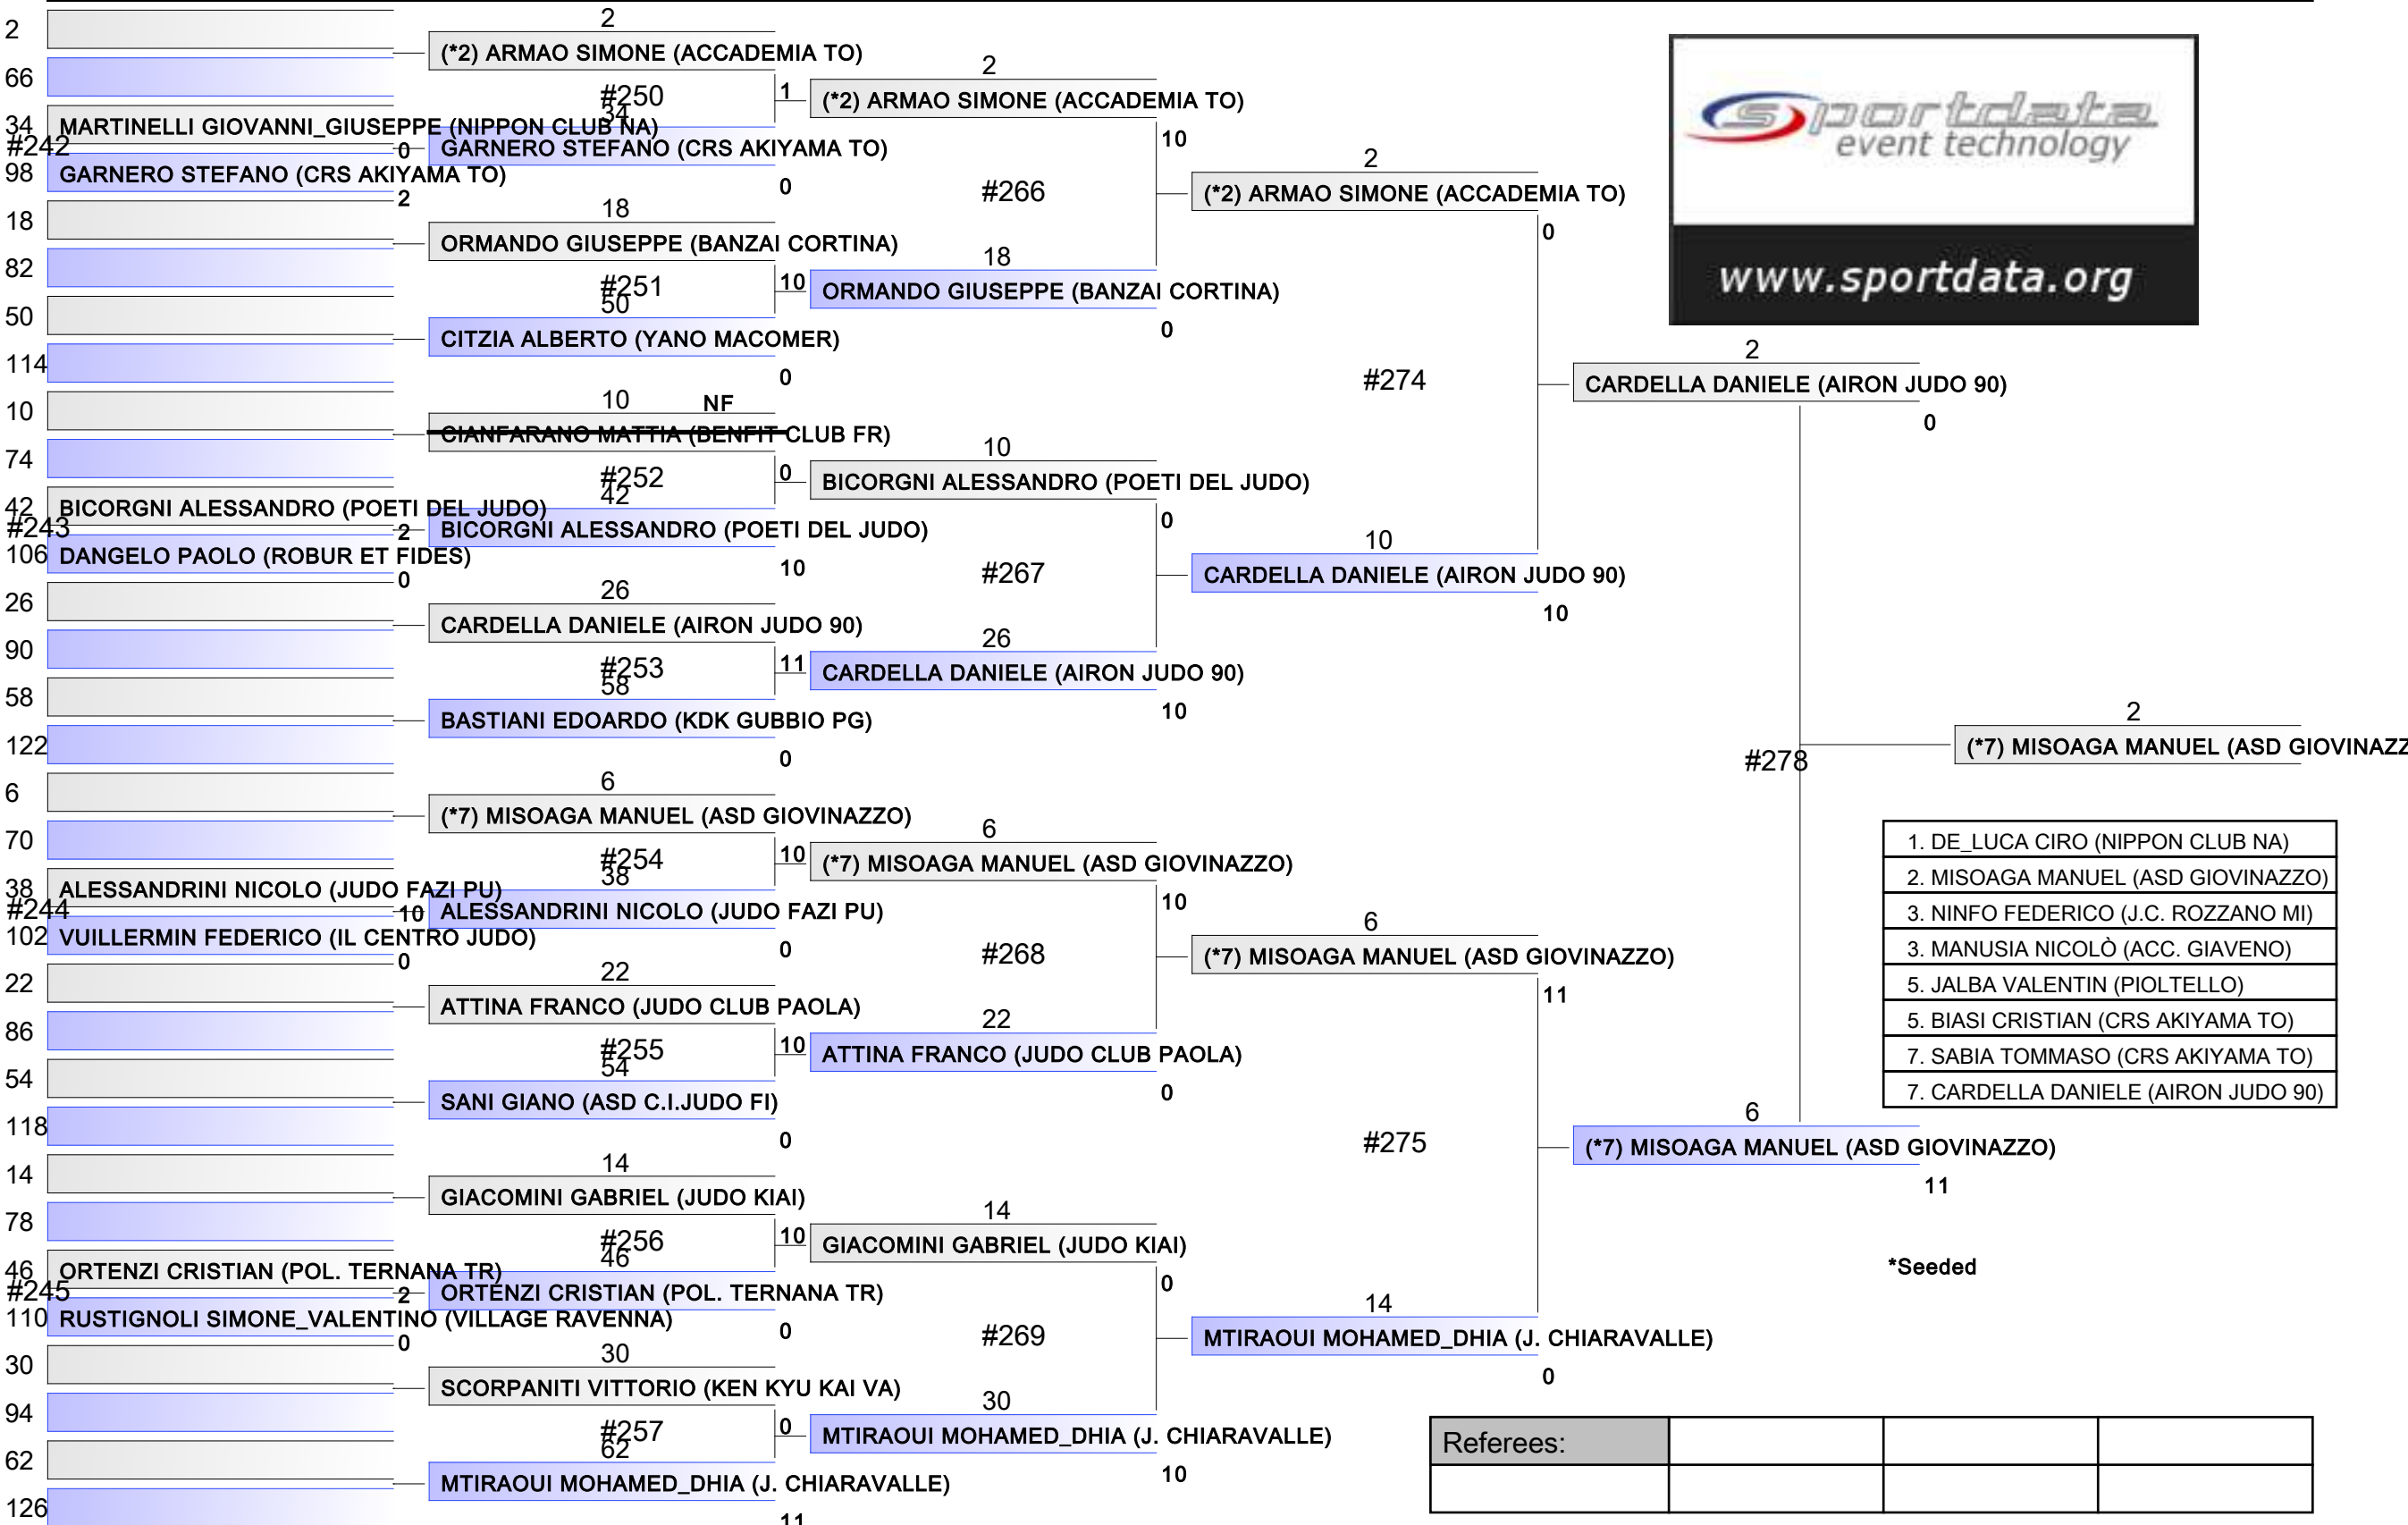 2
66
34
MARTINELLI GIOVANNI_GIUSEPPE (NIPPON CLUB NA)
#242
0
98
GARNERO STEFANO (CRS AKIYAMA TO)
2
18
82
50
114
10
74
42
BICORGNI ALESSANDRO (POETI DEL JUDO)
#243
2
106
DANGELO PAOLO (ROBUR ET FIDES)
0
26
90
58
122
6
70
38
ALESSANDRINI NICOLO (JUDO FAZI PU)
#244
10
102
VUILLERMIN FEDERICO (IL CENTRO JUDO)
0
22
86
54
118
14
78
46
ORTENZI CRISTIAN (POL. TERNANA TR)
#245
2
110
RUSTIGNOLI SIMONE_VALENTINO (VILLAGE RAVENNA)
0
30
94
62
126
2
(*2) ARMAO SIMONE (ACCADEMIA TO)
#250
1
34
GARNERO STEFANO (CRS AKIYAMA TO)
0
18
ORMANDO GIUSEPPE (BANZAI CORTINA)
#251
10
50
CITZIA ALBERTO (YANO MACOMER)
0
10 NF
CIANFARANO MATTIA (BENFIT CLUB FR)
#252
0
42
BICORGNI ALESSANDRO (POETI DEL JUDO)
10
26
CARDELLA DANIELE (AIRON JUDO 90)
#253
11
58
BASTIANI EDOARDO (KDK GUBBIO PG)
0
6
(*7) MISOAGA MANUEL (ASD GIOVINAZZO)
#254
10
38
ALESSANDRINI NICOLO (JUDO FAZI PU)
0
22
ATTINA FRANCO (JUDO CLUB PAOLA)
#255
10
54
SANI GIANO (ASD C.I.JUDO FI)
0
14
GIACOMINI GABRIEL (JUDO KIAI)
#256
10
46
ORTENZI CRISTIAN (POL. TERNANA TR)
0
30
SCORPANITI VITTORIO (KEN KYU KAI VA)
#257
0
62
MTIRAOUI MOHAMED_DHIA (J. CHIARAVALLE)
11
2
(*2) ARMAO SIMONE (ACCADEMIA TO)
10
#266
18
ORMANDO GIUSEPPE (BANZAI CORTINA)
0
10
BICORGNI ALESSANDRO (POETI DEL JUDO)
0
#267
26
CARDELLA DANIELE (AIRON JUDO 90)
10
6
(*7) MISOAGA MANUEL (ASD GIOVINAZZO)
10
#268
22
ATTINA FRANCO (JUDO CLUB PAOLA)
0
14
GIACOMINI GABRIEL (JUDO KIAI)
0
#269
30
MTIRAOUI MOHAMED_DHIA (J. CHIARAVALLE)
10
2
(*2) ARMAO SIMONE (ACCADEMIA TO)
0
#274
10
CARDELLA DANIELE (AIRON JUDO 90)
10
6
(*7) MISOAGA MANUEL (ASD GIOVINAZZO)
11
#275
14
MTIRAOUI MOHAMED_DHIA (J. CHIARAVALLE)
0
sportdata
event technology
www.sportdata.org
2
CARDELLA DANIELE (AIRON JUDO 90)
0
#278
6
(*7) MISOAGA MANUEL (ASD GIOVINAZZO)
11
2
(*7) MISOAGA MANUEL (ASD GIOVINAZZ
1. DE_LUCA CIRO (NIPPON CLUB NA)
2. MISOAGA MANUEL (ASD GIOVINAZZO)
3. NINFO FEDERICO (J.C. ROZZANO MI)
3. MANUSIA NICOLÒ (ACC. GIAVENO)
5. JALBA VALENTIN (PIOLTELLO)
5. BIASI CRISTIAN (CRS AKIYAMA TO)
7. SABIA TOMMASO (CRS AKIYAMA TO)
7. CARDELLA DANIELE (AIRON JUDO 90)
*Seeded
Referees: